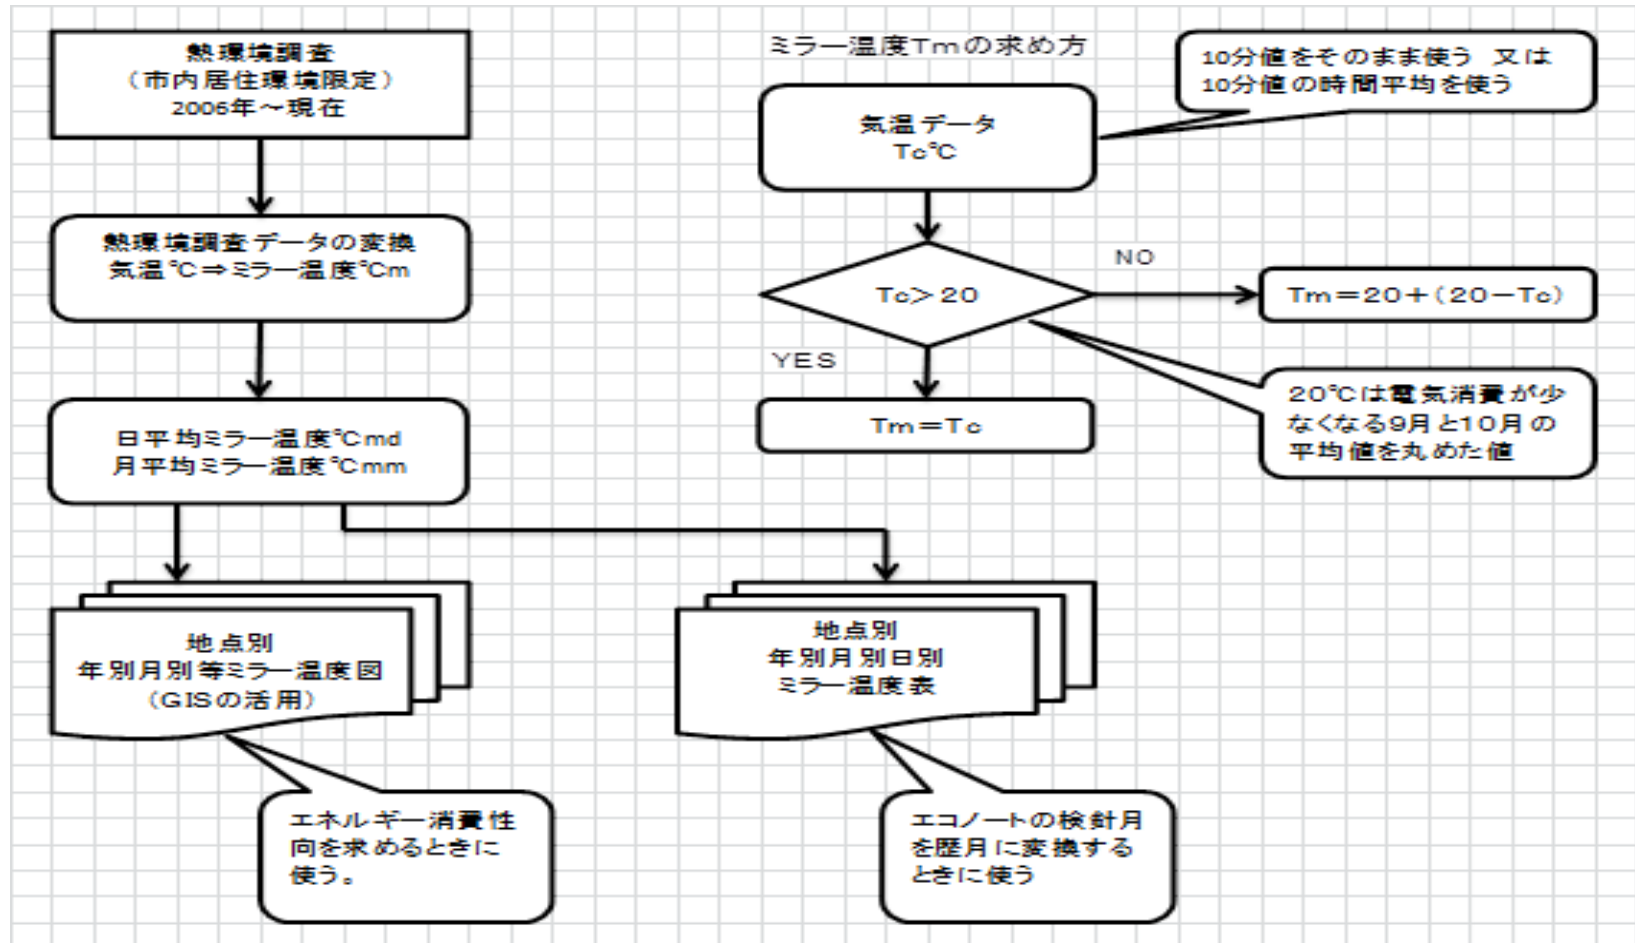 熱環境調査
（市内居住環境限定）
2006年～現在
熱環境調査データの変換
気温℃⇒ミラー温度℃m
日平均ミラー温度℃md
月平均ミラー温度℃mm
地点別
年別月別等ミラー温度図
（GISの活用）
エネルギー消費性
向を求めるときに
使う。
ミラー温度Tmの求め方
10分値をそのまま使う　又は
10分値の時間平均を使う
気温データ
Tc℃
Tc＞20
NO
Tm＝20＋（20－Tc）
YES
Tm＝Tc
20℃は電気消費が少
なくなる9月と10月の
平均値を丸めた値
地点別
年別月別日別
ミラー温度表
エコノートの検針月
を歴月に変換する
ときに使う